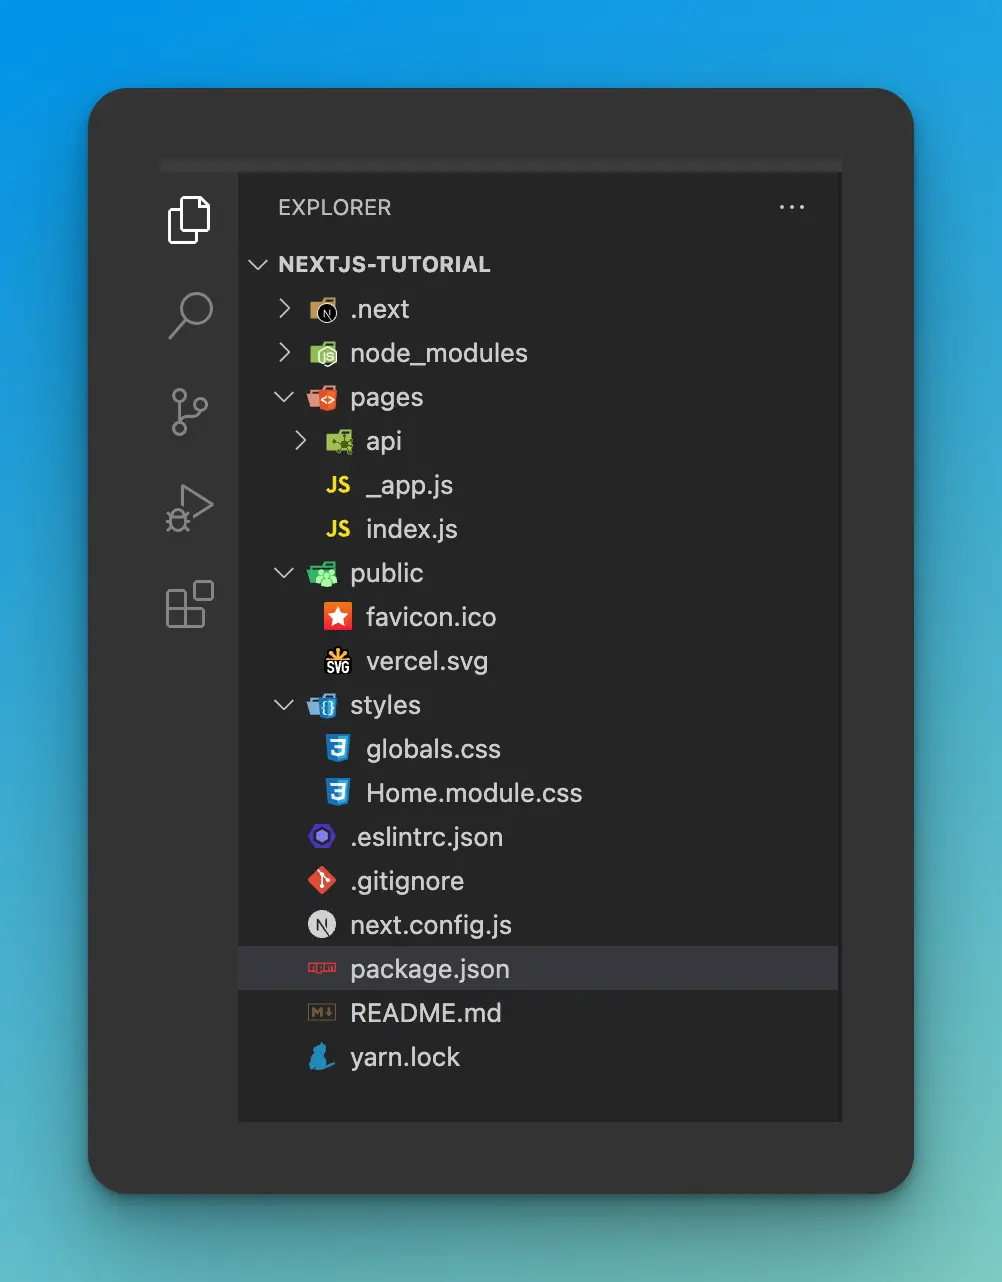 EXPLORER
NEXTJS-TUTORIAL
.next
node_modules
pages
api
JS _app.js
JS index.js
public
favicon.ico
SVG vercel.svg
styles
globals.css
Home.module.css
.eslintrc.json
.gitignore
N next.config.js
npm package.json
M README.md
yarn.lock